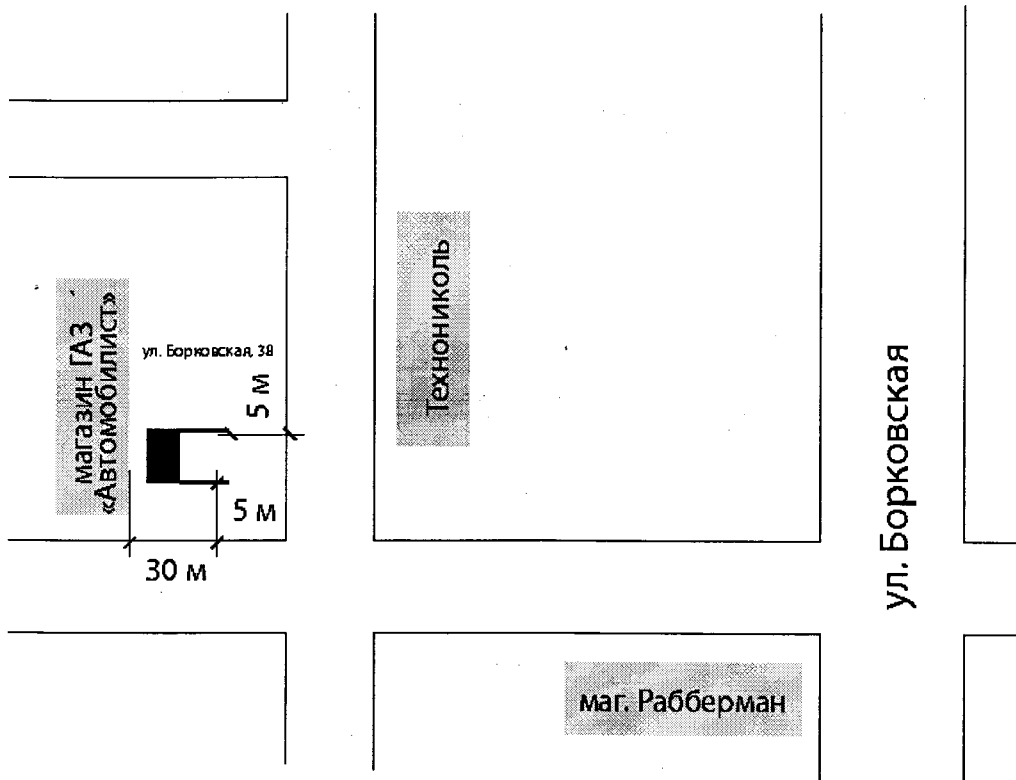 магазин ГАЗ
«Автомобилист»
ул. Борковская, 38
5 м
5 м
30 м
Технониколь
ул. Борковская
маг. Рабберман